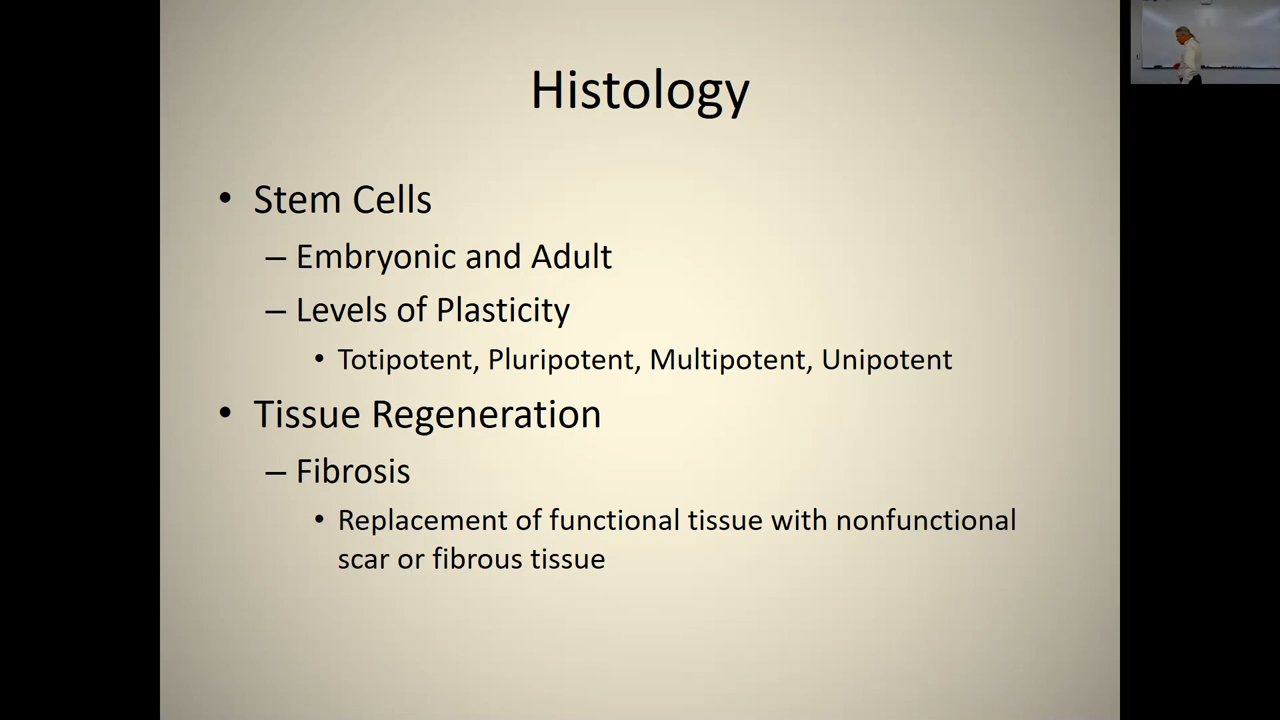 Histology
• Stem Cells
– Embryonic and Adult
– Levels of Plasticity
• Totipotent, Pluripotent, Multipotent, Unipotent
• Tissue Regeneration
– Fibrosis
• Replacement of functional tissue with nonfunctional
scar or fibrous tissue